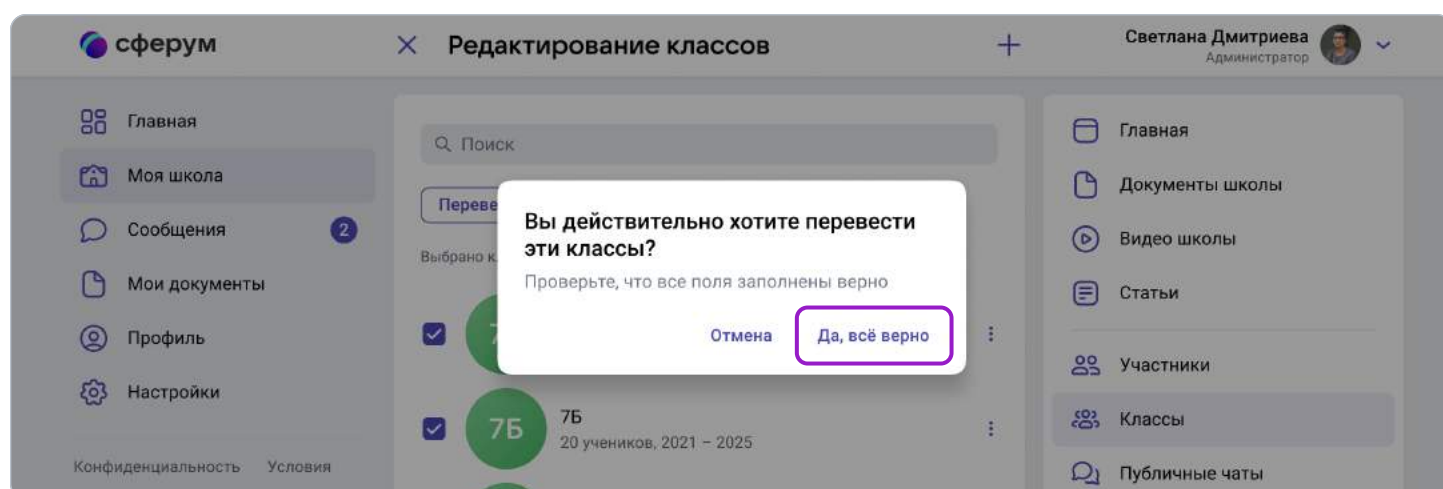 сферум
Редактирование классов
Светлана Дмитриева
Администратор
Главная
Моя школа
Сообщения 2
Мои документы
Профиль
Настройки
Конфиденциальность Условия
Поиск
Выбрано
Вы действительно хотите перевести
эти классы?
Проверьте, что все поля заполнены верно
Отмена Да, всё верно
7Б
7Б
20 учеников, 2021 – 2025
Главная
Документы школы
Видео школы
Статьи
Участники
Классы
Публичные чаты